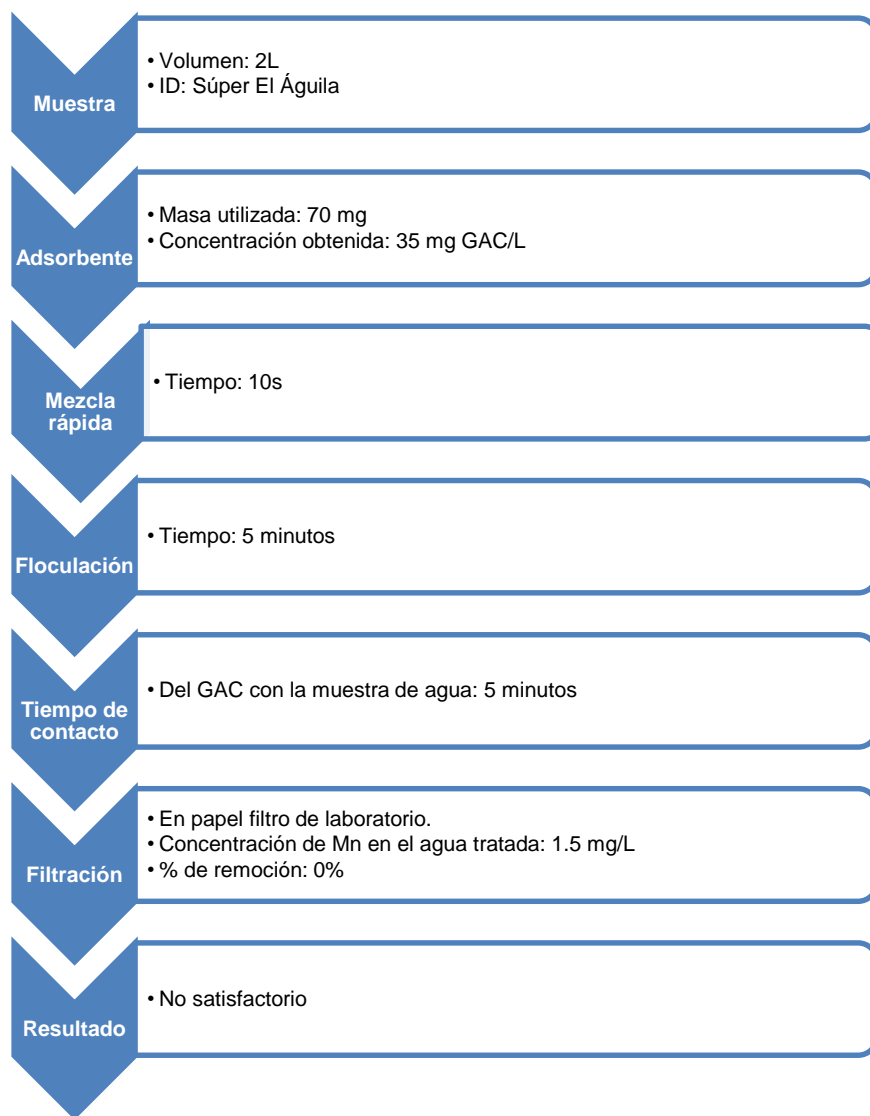 Muestra
• Volumen: 2L
• ID: Súper El Águila
Adsorbente
• Masa utilizada: 70 mg
• Concentración obtenida: 35 mg GAC/L
Mezcla
rápida
• Tiempo: 10s
Floculación
• Tiempo: 5 minutos
Tiempo de
contacto
• Del GAC con la muestra de agua: 5 minutos
Filtración
• En papel filtro de laboratorio.
• Concentración de Mn en el agua tratada: 1.5 mg/L
• % de remoción: 0%
Resultado
• No satisfactorio